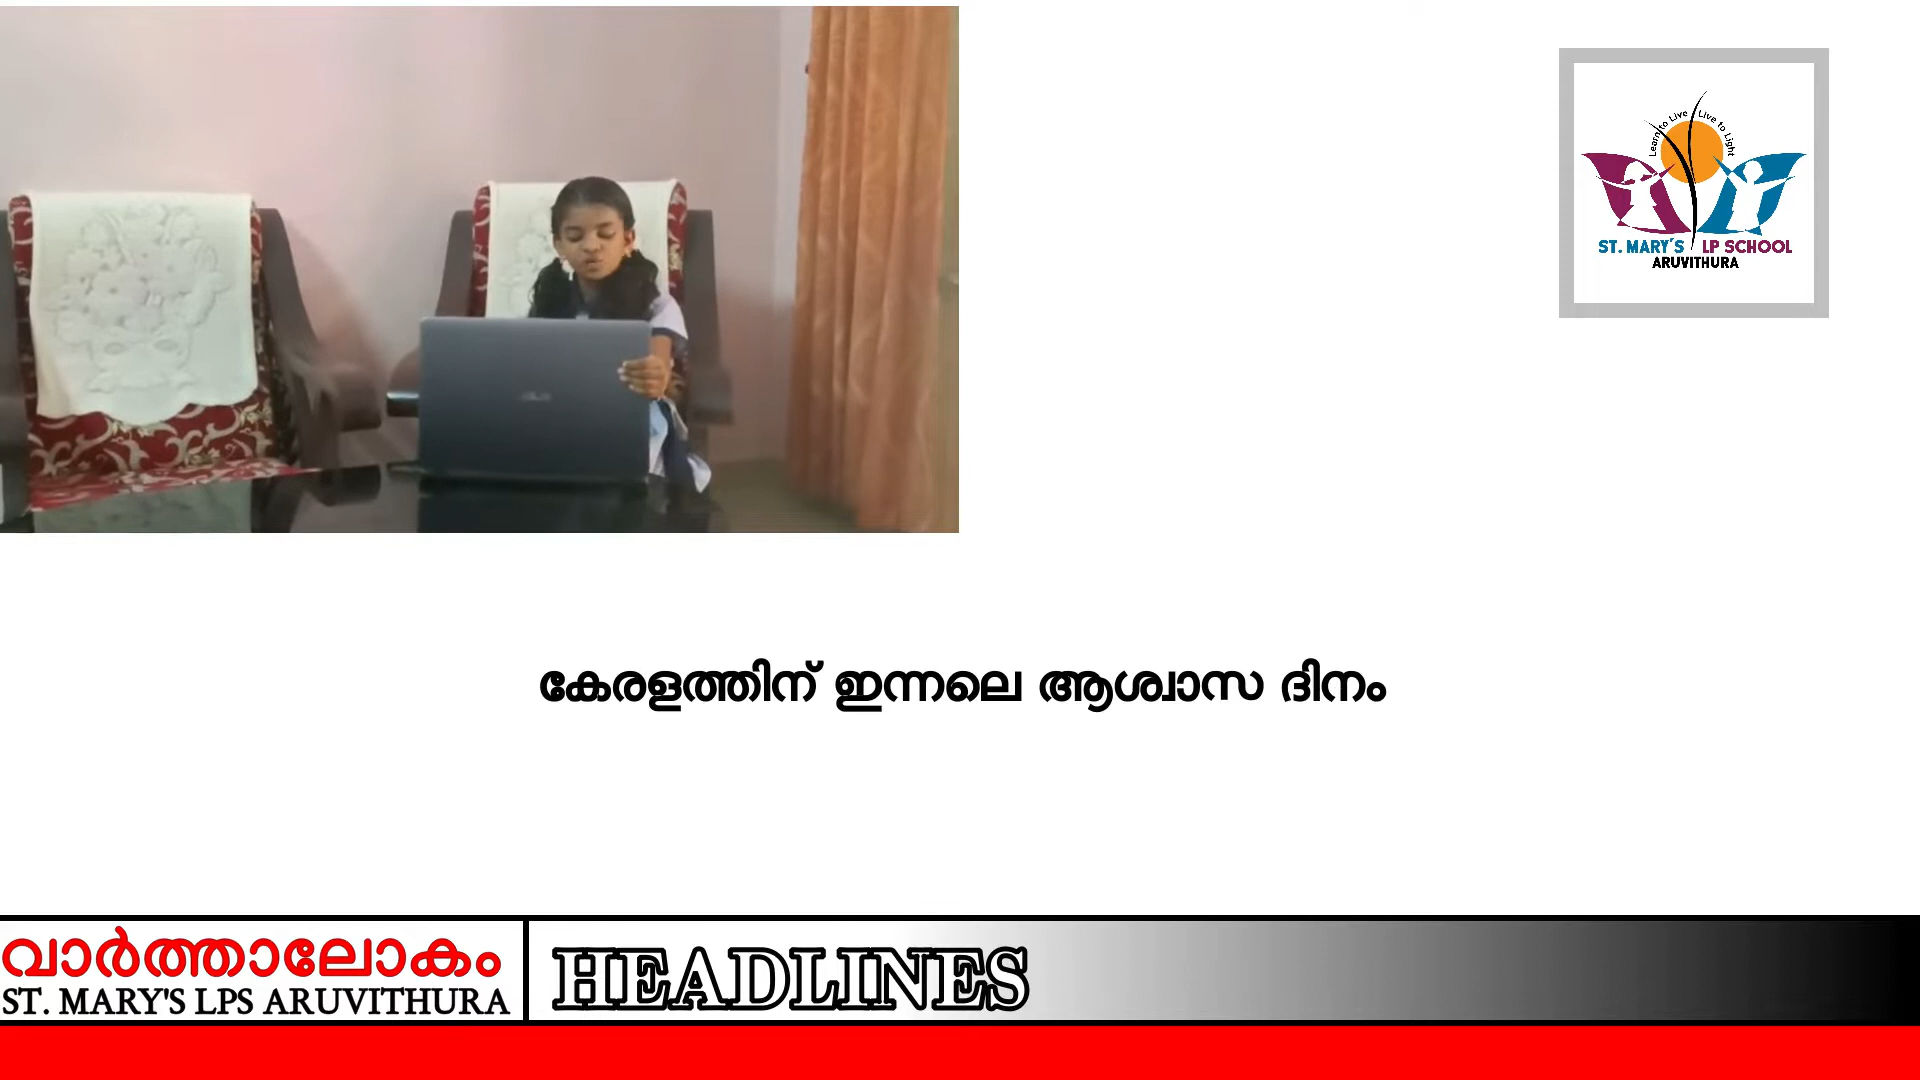 Learn to Live Live to Light
ST. MARY'S LP SCHOOL
ARUVITHURA
കേരളത്തിന് ഇന്നലെ ആശ്വാസ ദിനം
വാർത്താലോകം
ST. MARY'S LPS ARUVITHURA
HEADLINES